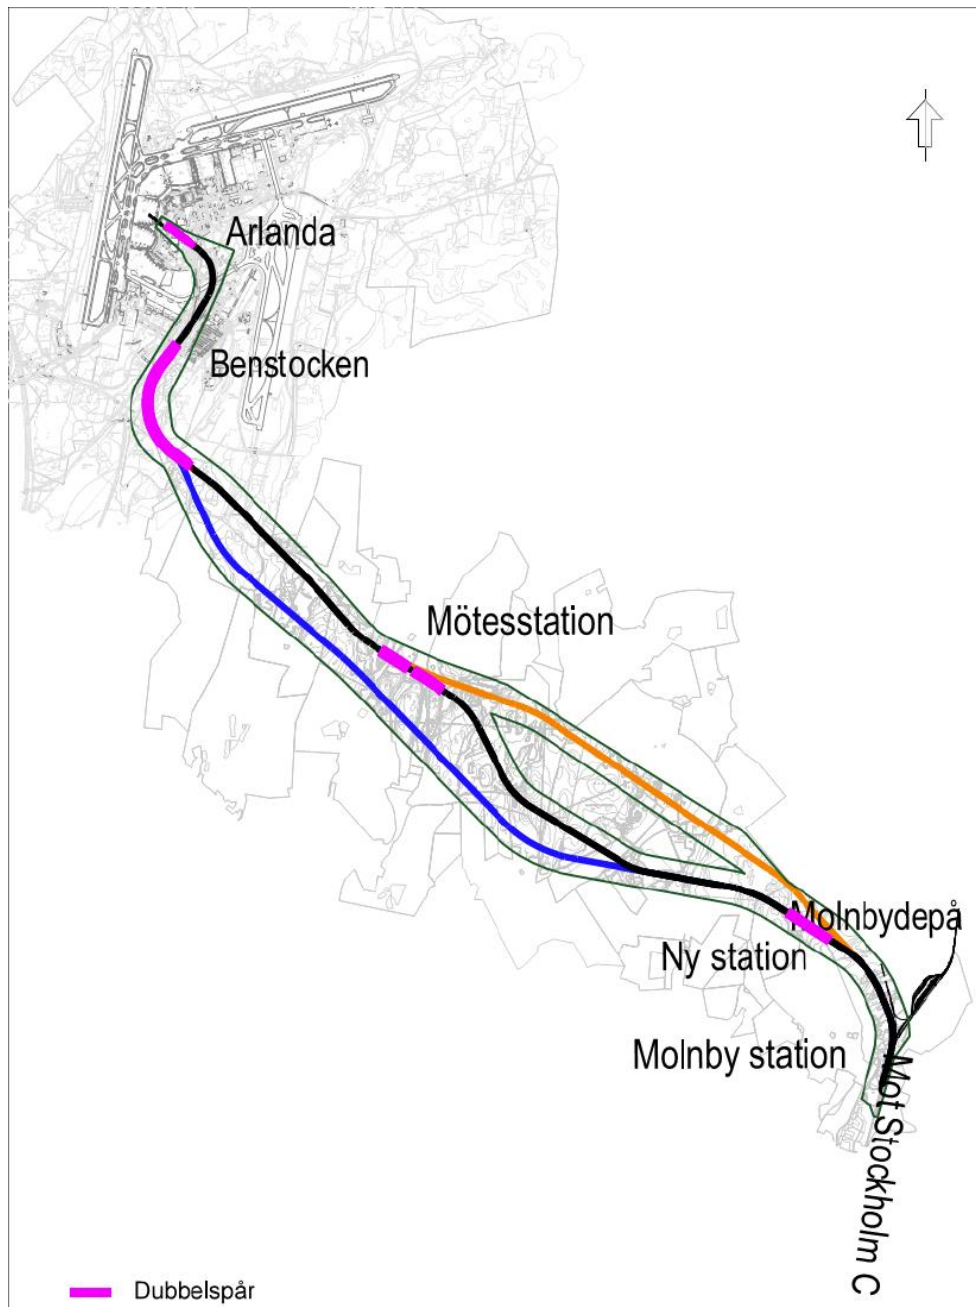 Arlanda
Benstocken
Mötesstation
Molnbydepå
Ny station
Molnby station
Mot Stockholm C
Dubbelspår